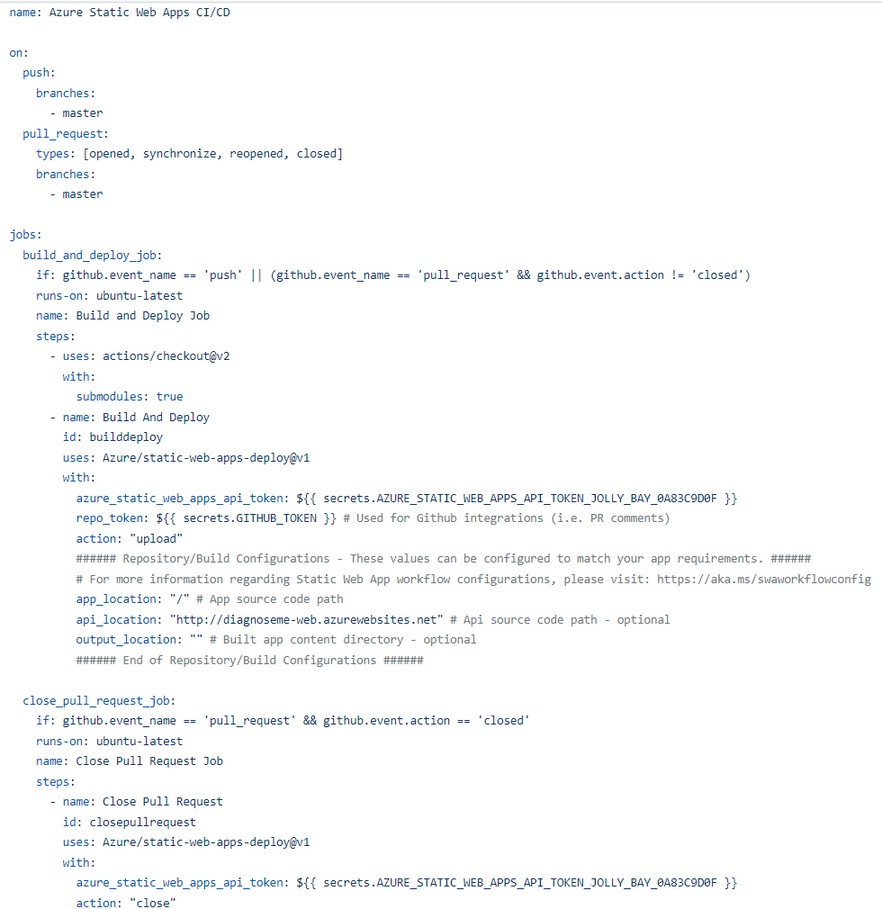 name: Azure Static Web Apps CI/CD

on:
  push:
    branches:
      - master
  pull_request:
    types: [opened, synchronize, reopened, closed]
    branches:
      - master

jobs:
  build_and_deploy_job:
    if: github.event_name == 'push' || (github.event_name == 'pull_request' && github.event.action != 'closed')
    runs-on: ubuntu-latest
    name: Build and Deploy Job
    steps:
      - uses: actions/checkout@v2
        with:
          submodules: true
      - name: Build And Deploy
        id: builddeploy
        uses: Azure/static-web-apps-deploy@v1
        with:
          azure_static_web_apps_api_token: ${{ secrets.AZURE_STATIC_WEB_APPS_API_TOKEN_JOLLY_BAY_0A83C9D0F }}
          repo_token: ${{ secrets.GITHUB_TOKEN }} # Used for Github integrations (i.e. PR comments)
          action: "upload"
          ###### Repository/Build Configurations - These values can be configured to match your app requirements. ######
          # For more information regarding Static Web App workflow configurations, please visit: https://aka.ms/swaworkflowconfig
          app_location: "/" # App source code path
          api_location: "http://diagnoseme-web.azurewebsites.net" # Api source code path - optional
          output_location: "" # Built app content directory - optional
          ###### End of Repository/Build Configurations ######

  close_pull_request_job:
    if: github.event_name == 'pull_request' && github.event.action == 'closed'
    runs-on: ubuntu-latest
    name: Close Pull Request Job
    steps:
      - name: Close Pull Request
        id: closepullrequest
        uses: Azure/static-web-apps-deploy@v1
        with:
          azure_static_web_apps_api_token: ${{ secrets.AZURE_STATIC_WEB_APPS_API_TOKEN_JOLLY_BAY_0A83C9D0F }}
          action: "close"